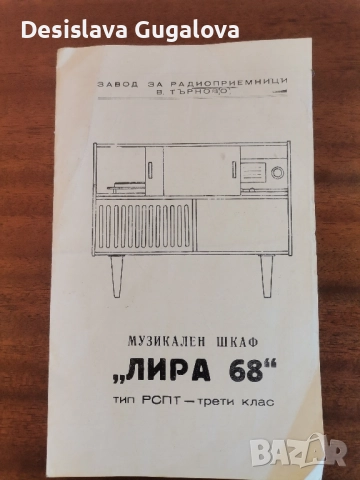 Desislava Gugalova
ЗАВОД ЗА РАДИОПРИЕМНИЦИ
В. ТЪРНОВО
МУЗИКАЛЕН ШКАФ
„ЛИРА 68“
ТИП РСПТ — ТРЕТИ КЛАС
BAZAR